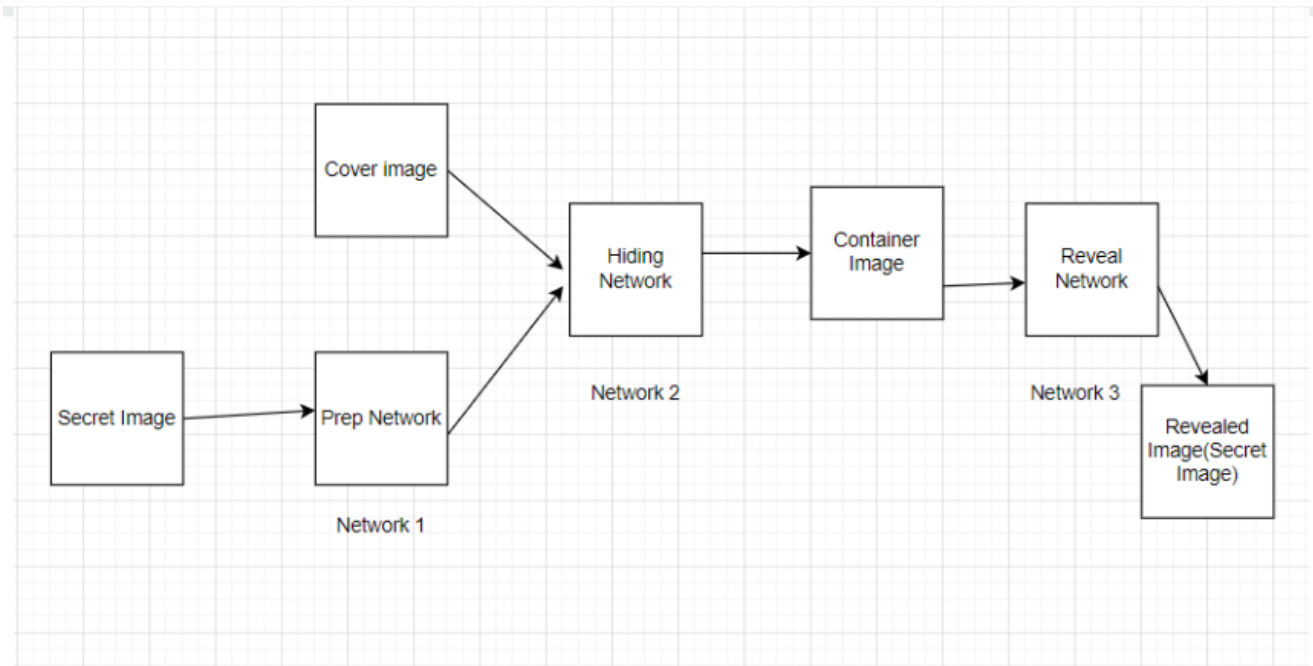 Cover image
Hiding
Network
Container
Image
Reveal
Network
Network 2
Network 3
Secret Image
Prep Network
Revealed
Image(Secret
Image)
Network 1